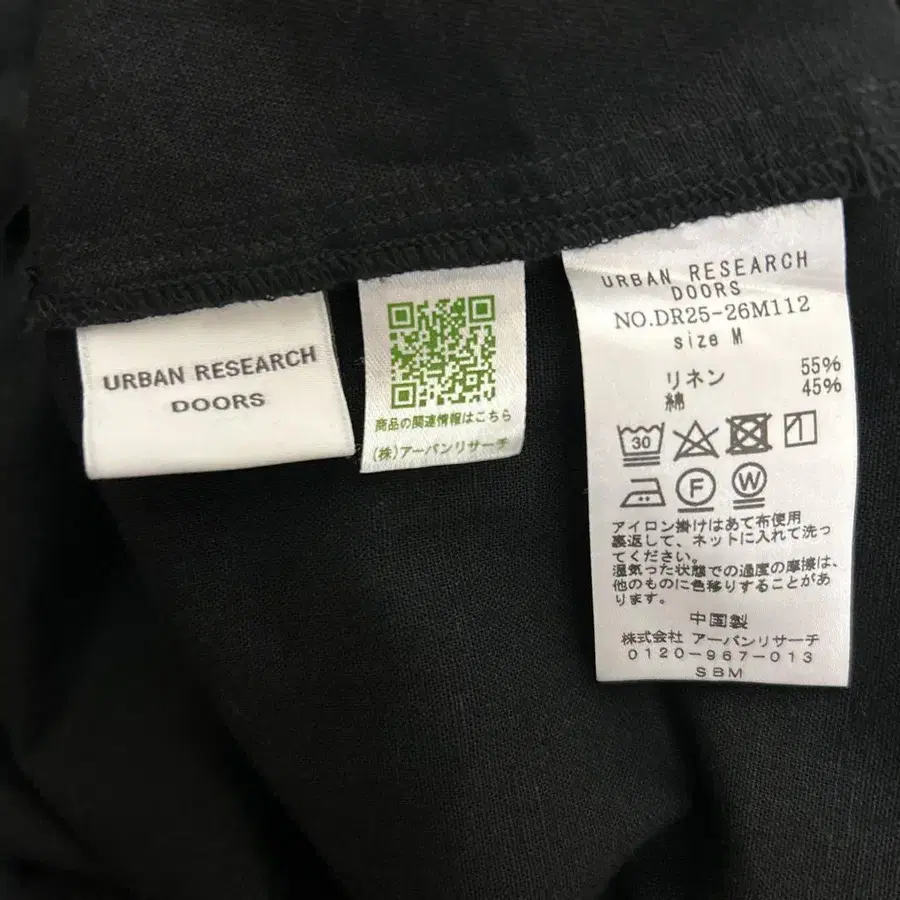 URBAN RESEARCH
DOORS
商品の関連情報はこちら
(株)アーバンリサーチ
URBAN RESEARCH
DOORS
NO.DR25-26M112
size M
リネン 55%
綿 45%
30
F
W
アイロン掛けはあて布使用
裏返して、ネットに入れて洗っ
てください。
湿気った状態での過度の摩擦は、
他のものに色移りすることがあ
ります。
中国製
株式会社 アーバンリサーチ
0120-967-013
SBM